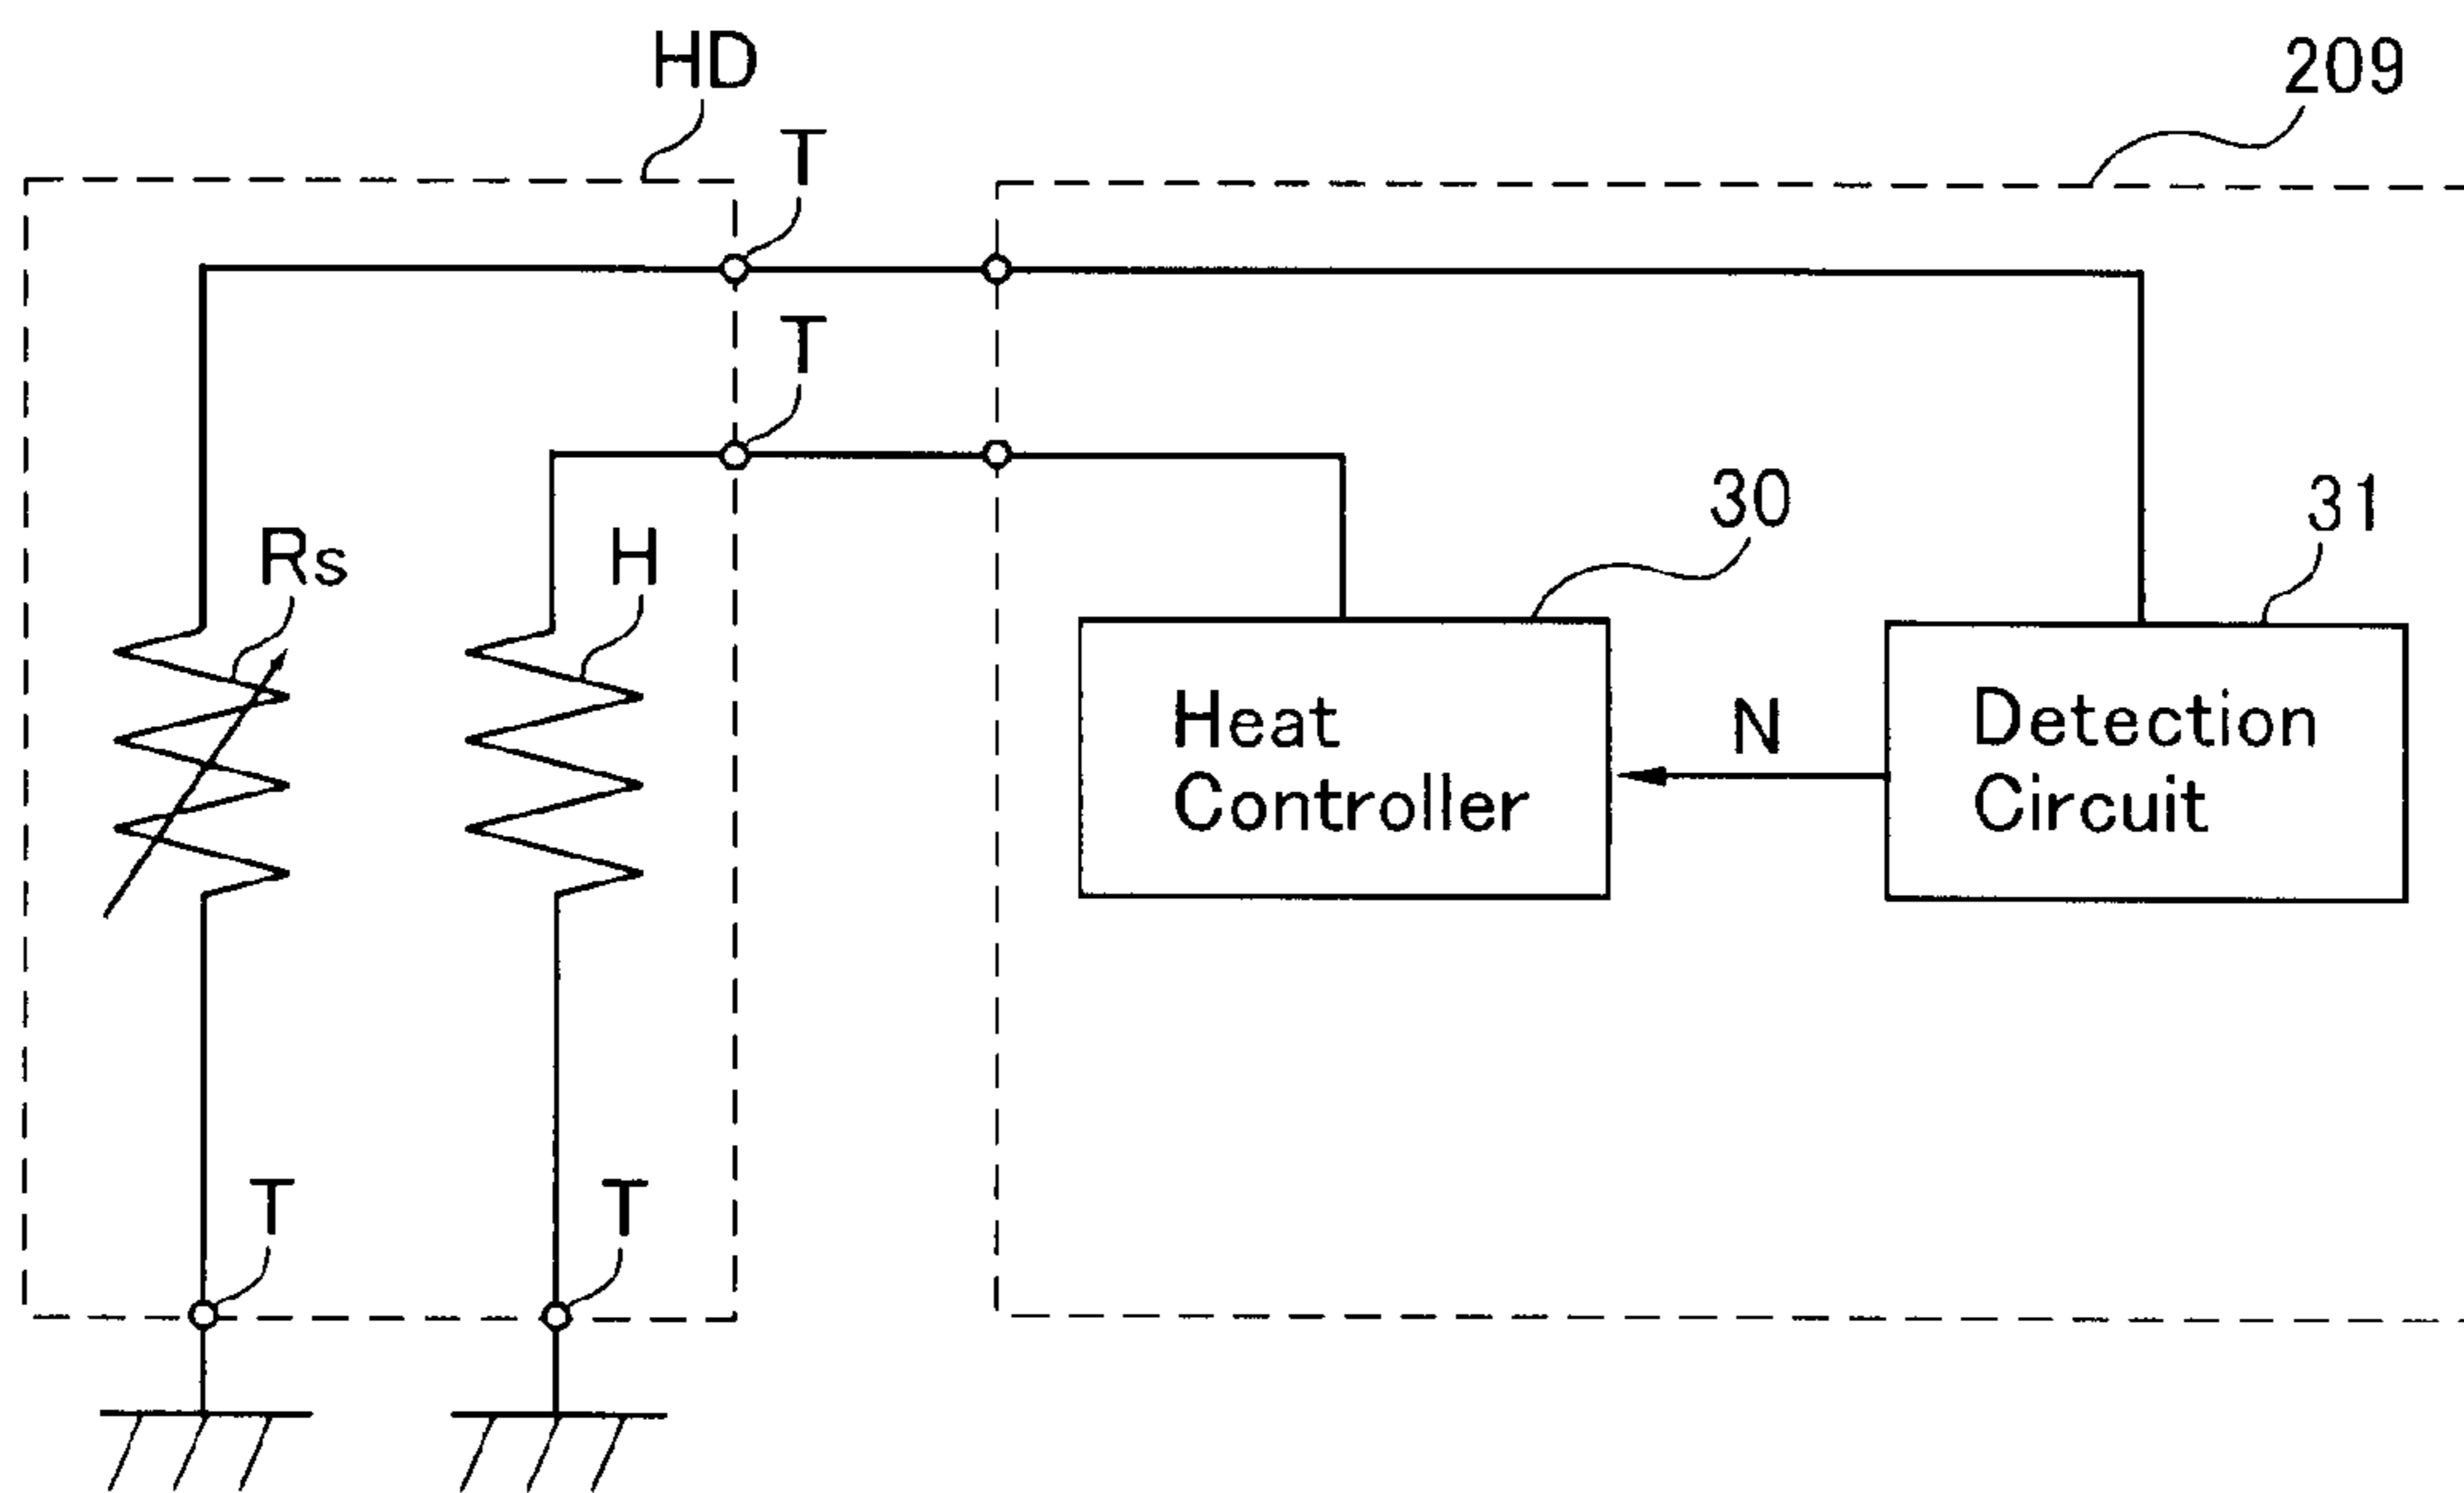 HD
209
T
T
Rs
H
30
31
Heat
Controller
N
Detection
Circuit
T
T